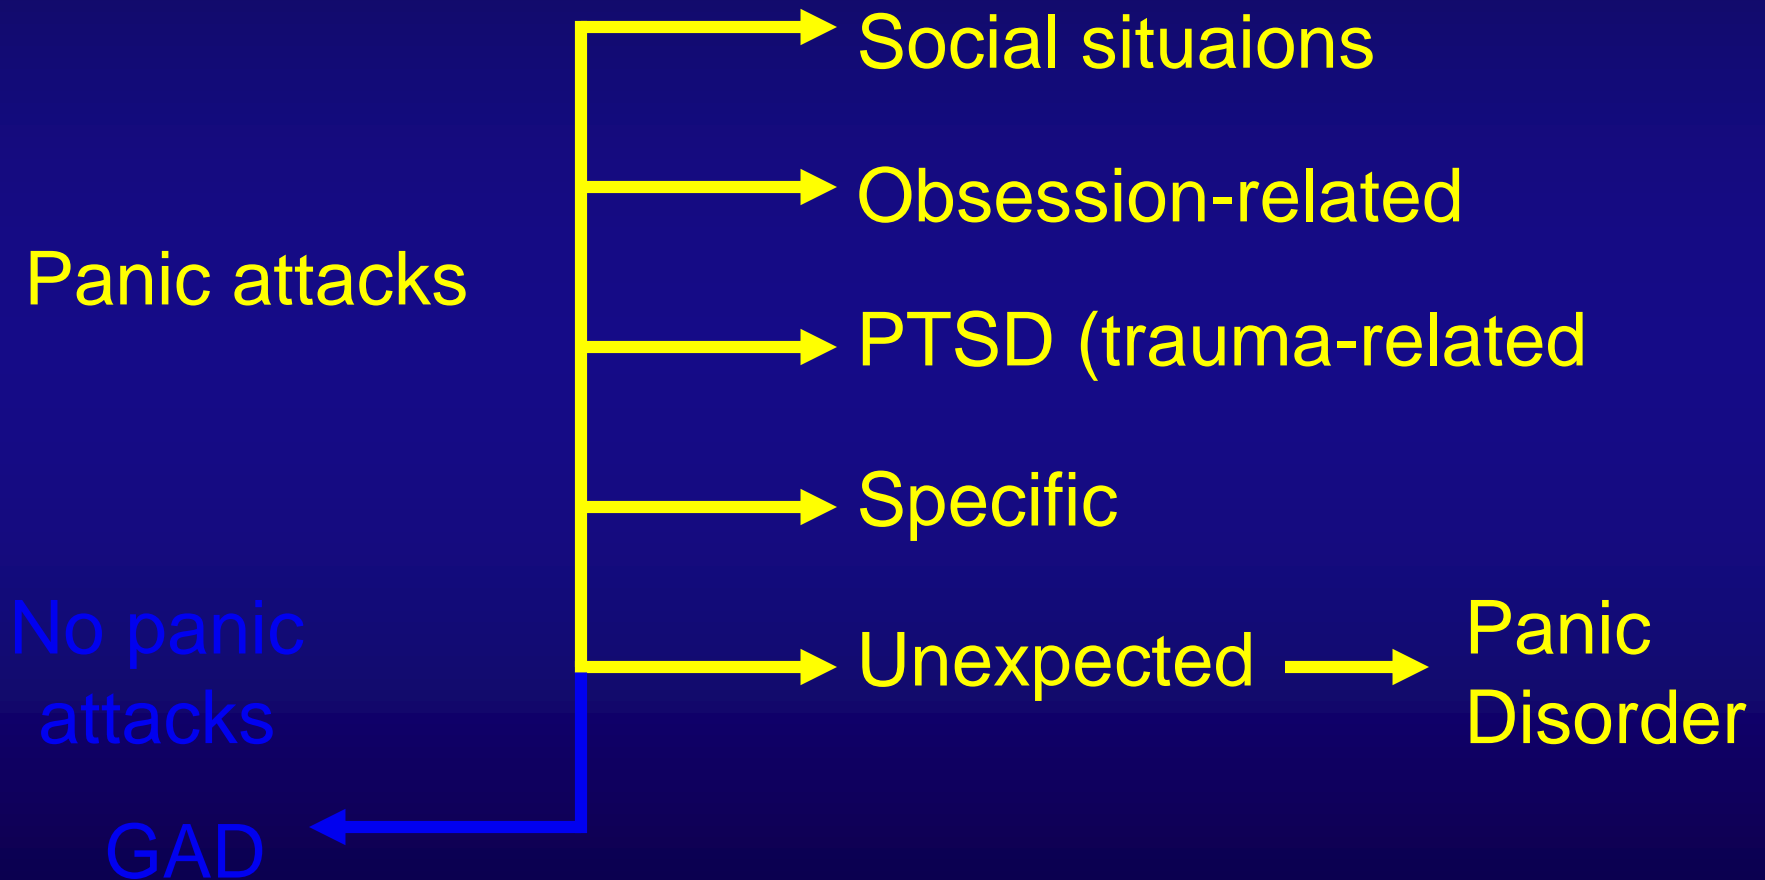 Social situaions
Obsession-related
Panic attacks
PTSD (trauma-related
Specific
No panic
attacks
Unexpected
Panic
Disorder
GAD